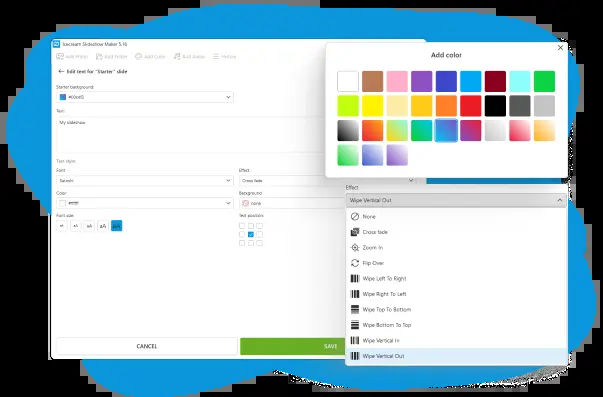 Icecream Slideshow Maker 5.16
Add Photo
Add Folder
Add Color
Add Audio
History
Edit text for "Starter" slide
Starter background:
Text:
My slideshow
Text style:
Font
Effect
Cross fade
Color
Background
#ffffff
none
Font size
Text position:
CANCEL
SAVE
Add color
Effect
Wipe Vertical Out
None
Cross fade
Zoom In
Flip Over
Wipe Left To Right
Wipe Right To Left
Wipe Top To Bottom
Wipe Bottom To Top
Wipe Vertical In
Wipe Vertical Out